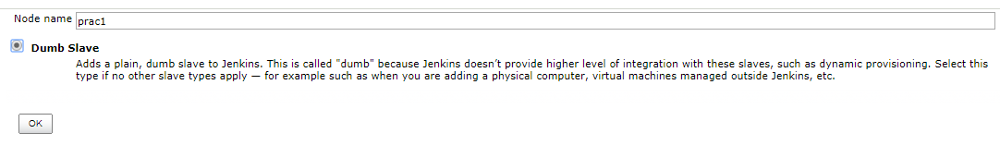 Node name prac1
Dumb Slave
Adds a plain, dumb slave to Jenkins. This is called "dumb" because Jenkins doesn't provide higher level of integration with these slaves, such as dynamic provisioning. Select this
type if no other slave types apply — for example such as when you are adding a physical computer, virtual machines managed outside Jenkins, etc.
OK